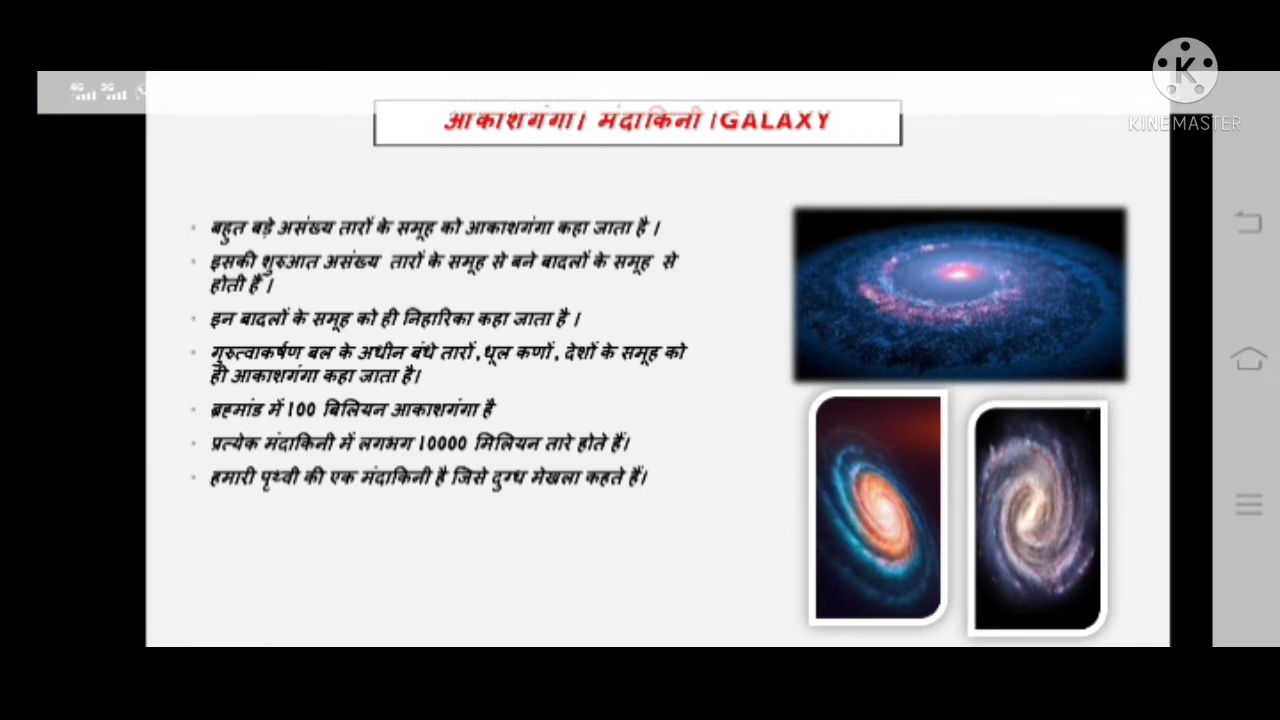 4G 3G
KINEMASTER
आकाशगंगा। मंदाकिनी ।GALAXY
बहुत बड़े असंख्य तारों के समूह को आकाशगंगा कहा जाता है ।
इसकी शुरुआत असंख्य तारों के समूह से बने बादलों के समूह से
होती है ।
इन बादलों के समूह को ही निहारिका कहा जाता है ।
गुरुत्वाकर्षण बल के अधीन बंधे तारों ,धूल कणों , देशों के समूह को
ही आकाशगंगा कहा जाता है।
ब्रह्मांड में 100 बिलियन आकाशगंगा है
प्रत्येक मंदाकिनी में लगभग 10000 मिलियन तारे होते हैं।
हमारी पृथ्वी की एक मंदाकिनी है जिसे दुग्ध मेखला कहते हैं।